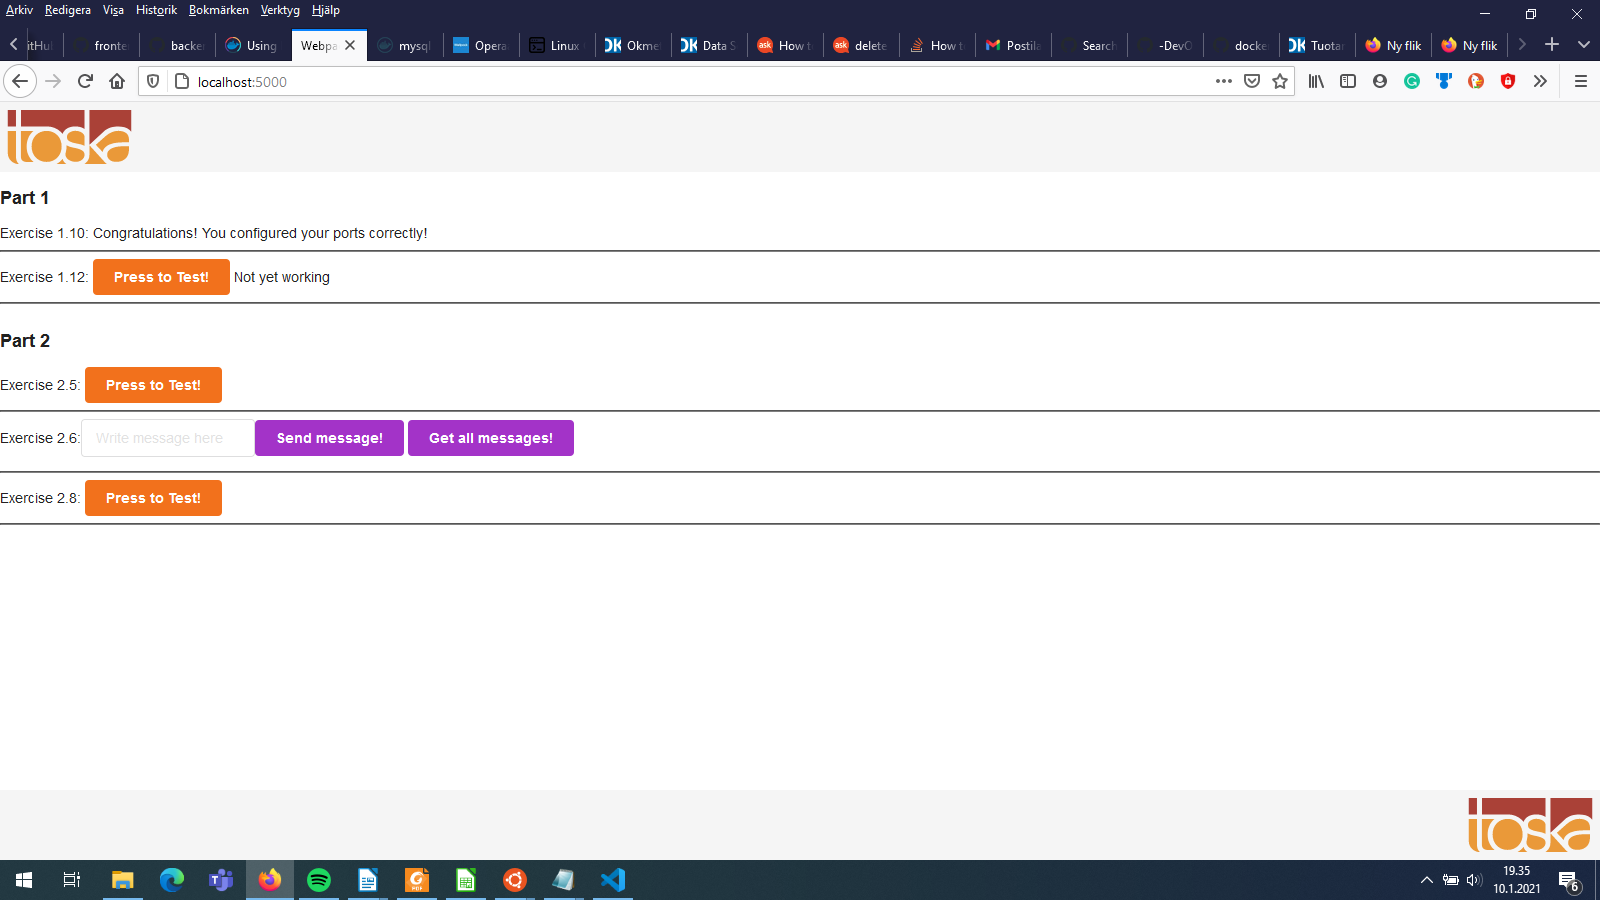 Arkiv Redigera Visa Historik Bokmärken Verktyg Hjälp
itHul fronte backe Using Webpa mysql Opera Linux Okme Data S How t delete How t Postila Search -DevO docke Tuotar Ny flik Ny flik
localhost:5000
toska
Part 1
Exercise 1.10: Congratulations! You configured your ports correctly!
Exercise 1.12: Press to Test! Not yet working
Part 2
Exercise 2.5: Press to Test!
Exercise 2.6: Write message here Send message! Get all messages!
Exercise 2.8: Press to Test!
toska
19.35
10.1.2021
6